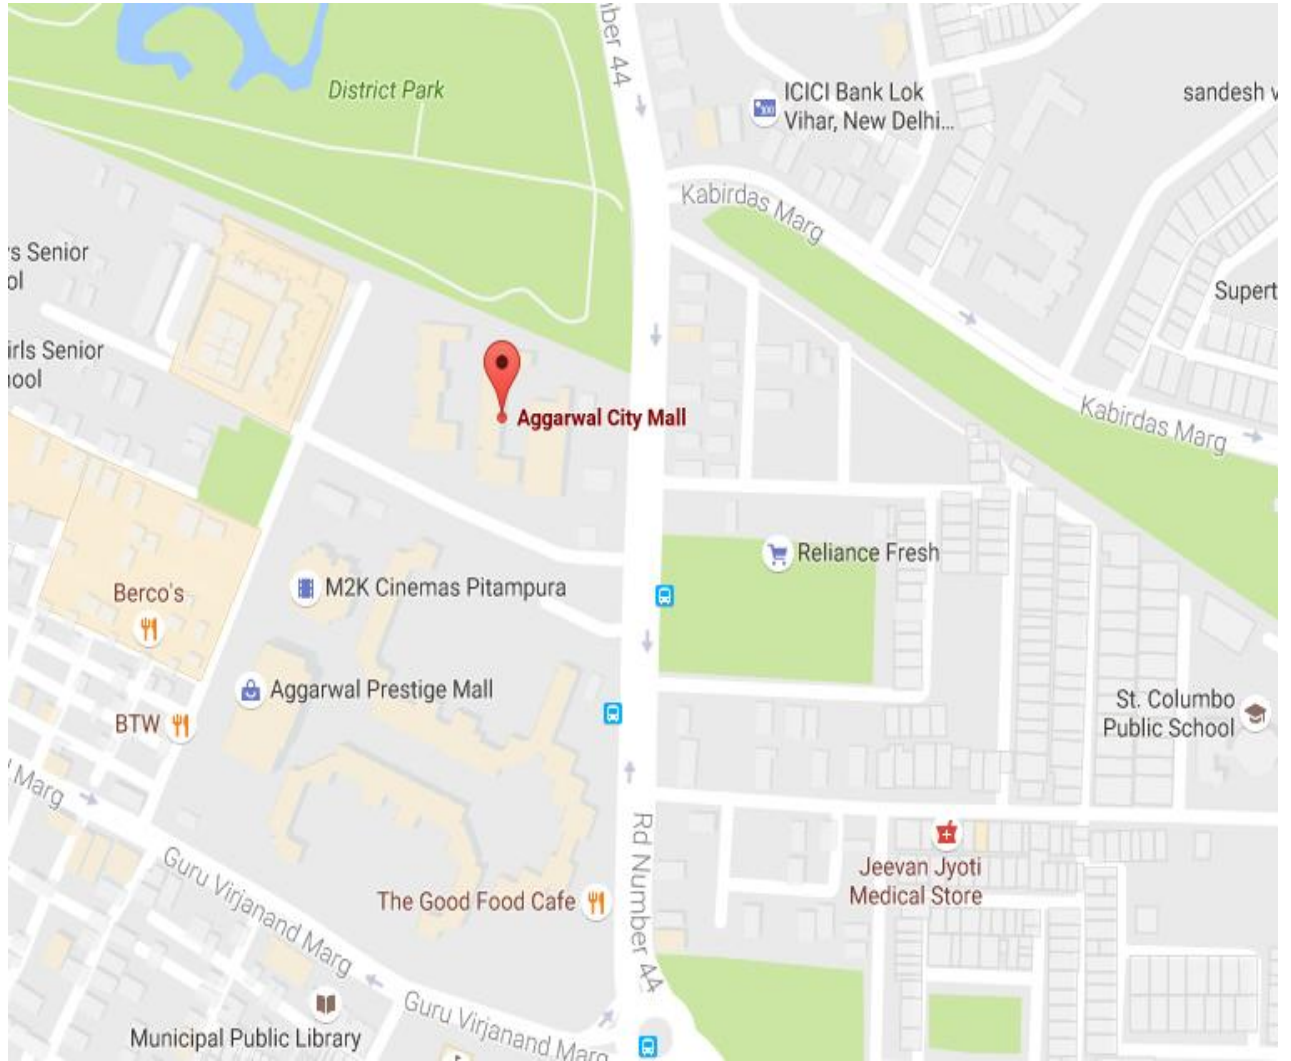 mber 44
District Park
ICICI Bank Lok
Vihar, New Delhi...
sandesh v
Kabirdas Marg
's Senior
ol
Supert
irls Senior
hool
Aggarwal City Mall
Kabirdas Marg
Reliance Fresh
M2K Cinemas Pitampura
Berco's
Aggarwal Prestige Mall
St. Columbo
Public School
BTW
Marg
Rd Number 44
Guru Virjanand Marg
Jeevan Jyoti
Medical Store
The Good Food Cafe
Guru Virjanand Marg
Municipal Public Library